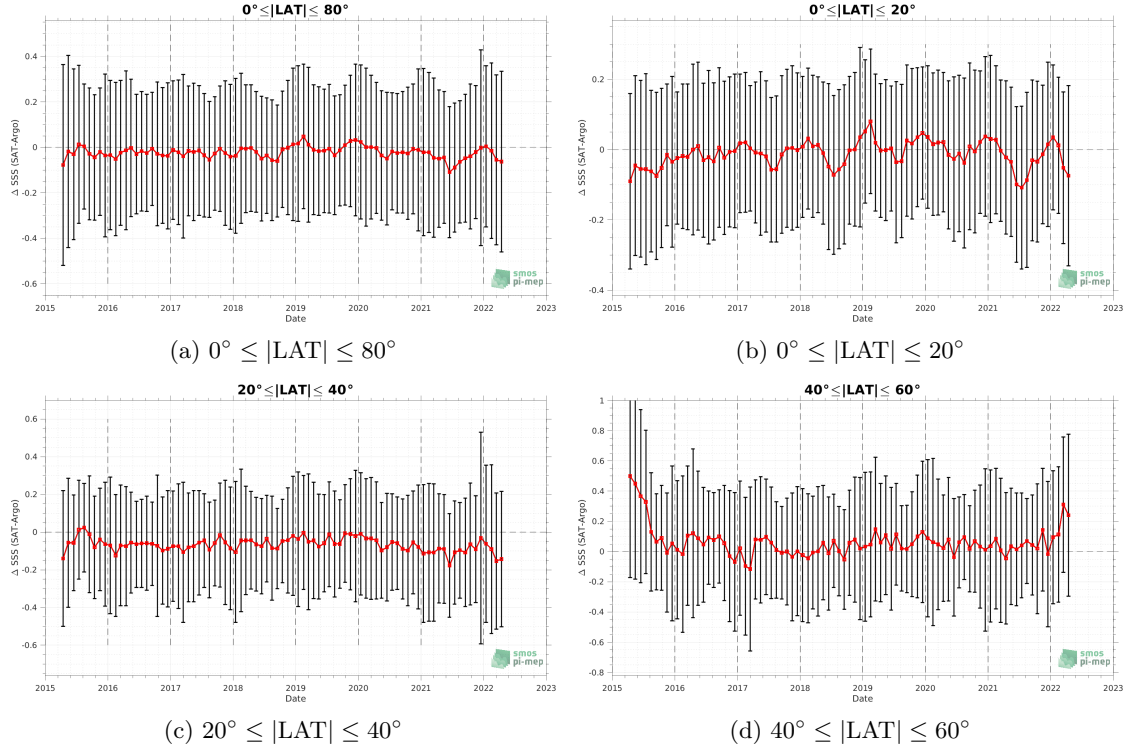 0°≤|LAT|≤ 80°
Δ SSS (SAT-Argo)
0.4
0.2
0
-0.2
-0.4
-0.6
2015 2016 2017 2018 2019 2020 2021 2022 2023
Date
smos
pi-mep
(a) 0° ≤ |LAT| ≤ 80°
0°≤|LAT|≤ 20°
Δ SSS (SAT-Argo)
0.2
0
-0.2
-0.4
2015 2016 2017 2018 2019 2020 2021 2022 2023
Date
smos
pi-mep
(b) 0° ≤ |LAT| ≤ 20°
20°≤|LAT|≤ 40°
Δ SSS (SAT-Argo)
0.6
0.4
0.2
0
-0.2
-0.4
-0.6
2015 2016 2017 2018 2019 2020 2021 2022 2023
Date
smos
pi-mep
(c) 20° ≤ |LAT| ≤ 40°
40°≤|LAT|≤ 60°
Δ SSS (SAT-Argo)
1
0.8
0.6
0.4
0.2
0
-0.2
-0.4
-0.6
-0.8
2015 2016 2017 2018 2019 2020 2021 2022 2023
Date
smos
pi-mep
(d) 40° ≤ |LAT| ≤ 60°